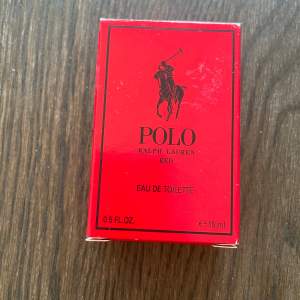 POLO
RALPH LAUREN
RED
EAU DE TOILETTE
0.5 FL.OZ. e 15 ml